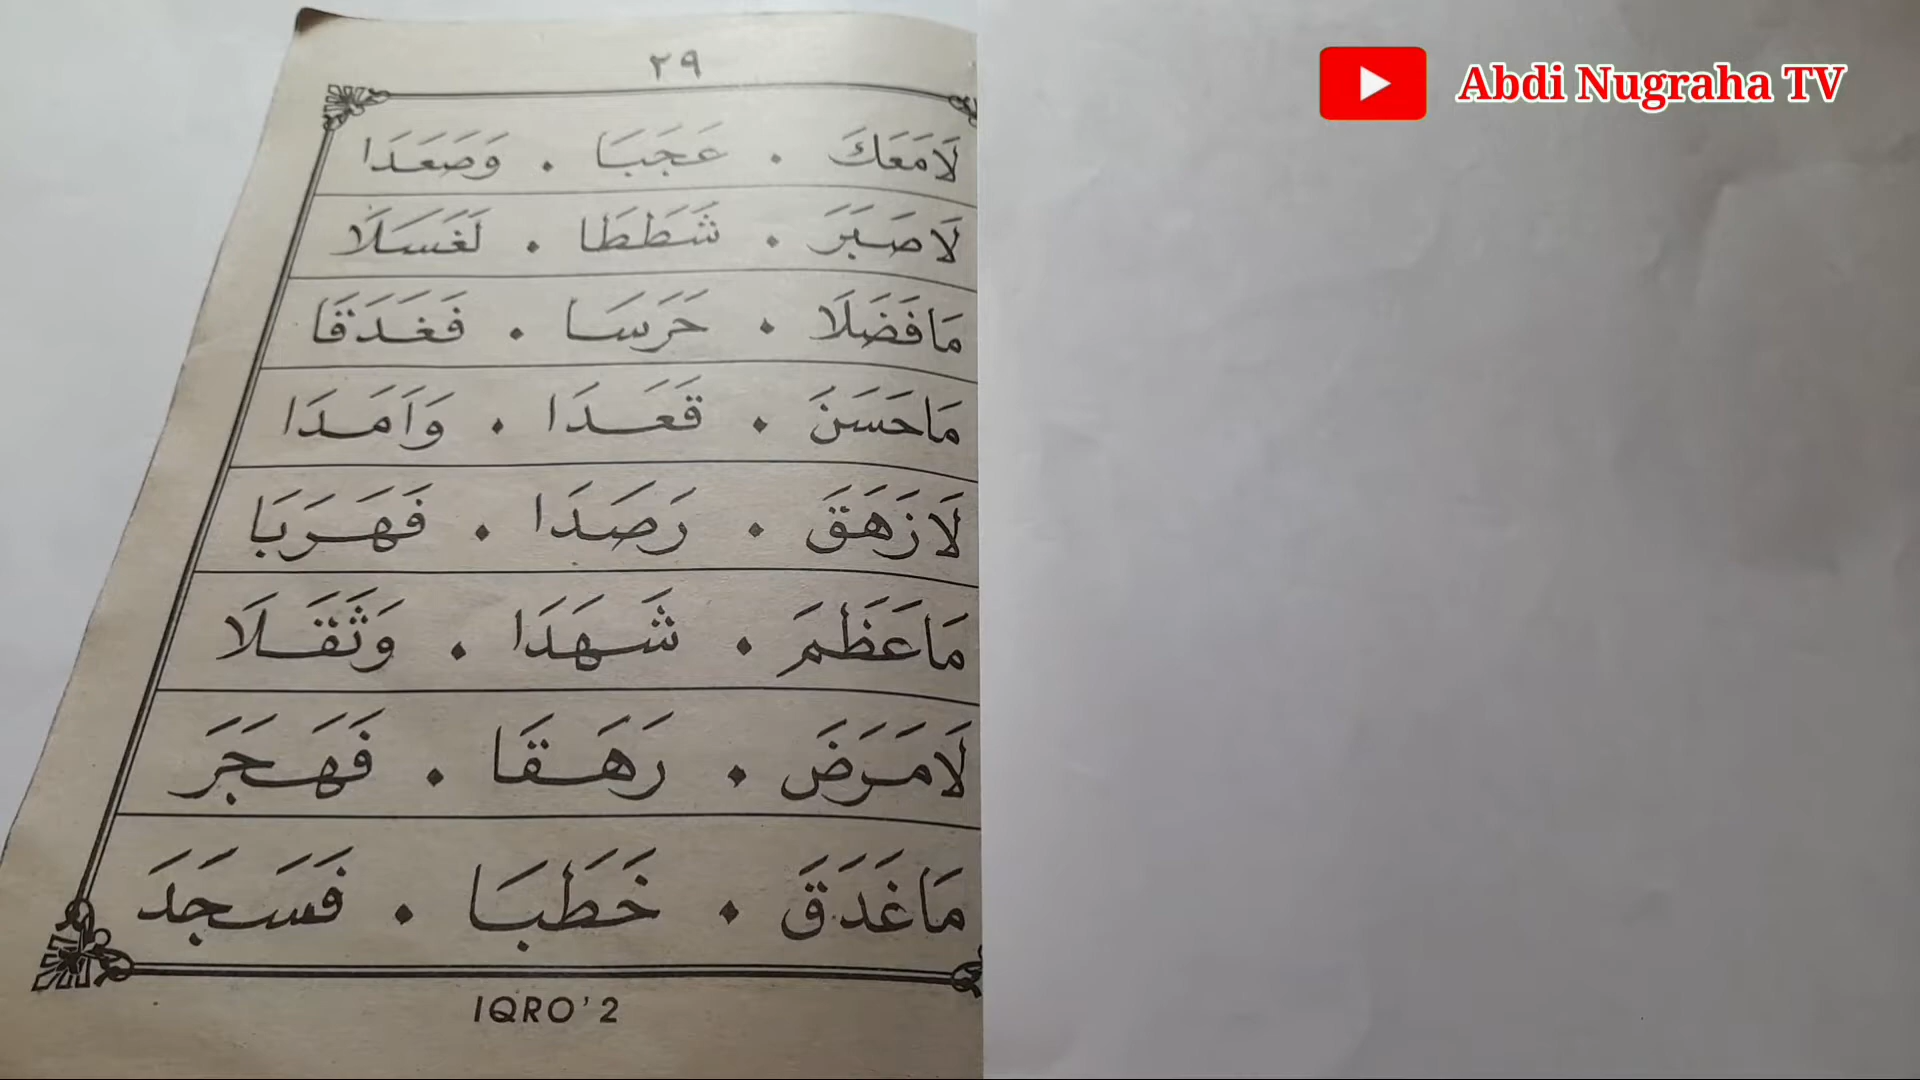 ٢٩
Abdi Nugraha TV
لَامَعَكَ . عَجَبَا . وَصَعَدَا
لَاصَبَرَ . شَطَطَا . لَغَسَلَا
مَافَضَلَا . حَرَسَا . فَغَدَقَا
مَاحَسَنَ . قَعَدَا . وَاَمَدَا
لَازَهَقَ . رَصَدَا . فَهَرَبَا
مَاعَظَمَ . شَهَدَا . وَثَقَلَا
لَامَرَضَ . رَهَقَا . فَهَجَرَ
مَاغَدَقَ . خَطَبَا . فَسَجَدَ
IQRO'2